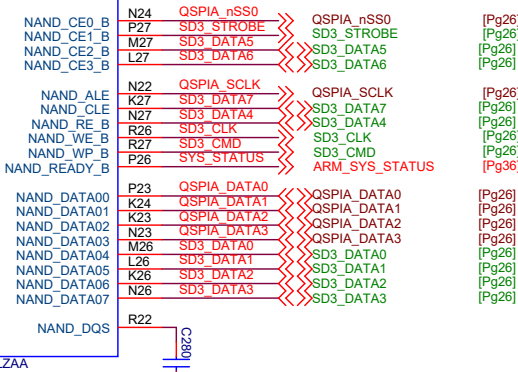 NAND_CE0_B N24 QSPIA_nSS0 QSPIA_nSS0 [Pg26]
NAND_CE1_B P27 SD3_STROBE SD3_STROBE [Pg26]
NAND_CE2_B M27 SD3_DATA5 SD3_DATA5 [Pg26]
NAND_CE3_B L27 SD3_DATA6 SD3_DATA6 [Pg26]
NAND_ALE N22 QSPIA_SCLK QSPIA_SCLK [Pg26]
NAND_CLE K27 SD3_DATA7 SD3_DATA7 [Pg26]
NAND_RE_B N27 SD3_DATA4 SD3_DATA4 [Pg26]
NAND_WE_B R26 SD3_CLK SD3_CLK [Pg26]
NAND_WP_B R27 SD3_CMD SD3_CMD [Pg26]
NAND_READY_B P26 SYS_STATUS ARM_SYS_STATUS [Pg36]
NAND_DATA00 P23 QSPIA_DATA0 QSPIA_DATA0 [Pg26]
NAND_DATA01 K24 QSPIA_DATA1 QSPIA_DATA1 [Pg26]
NAND_DATA02 K23 QSPIA_DATA2 QSPIA_DATA2 [Pg26]
NAND_DATA03 N23 QSPIA_DATA3 QSPIA_DATA3 [Pg26]
NAND_DATA04 M26 SD3_DATA0 SD3_DATA0 [Pg26]
NAND_DATA05 L26 SD3_DATA1 SD3_DATA1 [Pg26]
NAND_DATA06 K26 SD3_DATA2 SD3_DATA2 [Pg26]
NAND_DATA07 N26 SD3_DATA3 SD3_DATA3 [Pg26]
NAND_DQS R22
C280
LZAA